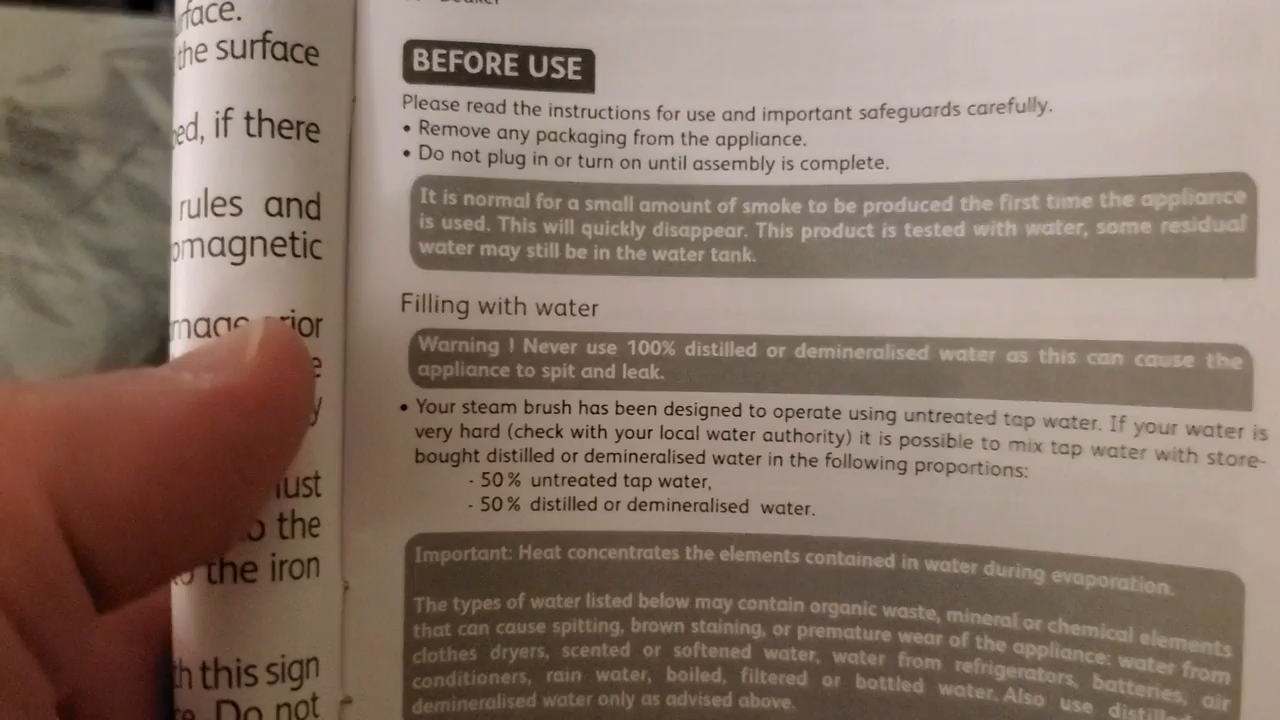 face.
the surface
if there
rules and
must
the
the iron
this sign
Do not
Beaker
BEFORE USE
Please read the instructions for use and important safeguards carefully.
• Remove any packaging from the appliance.
• Do not plug in or turn on until assembly is complete.
It is normal for a small amount of smoke to be produced the first time the appliance
is used. This will quickly disappear. This product is tested with water, some residual
water may still be in the water tank.
Filling with water
Warning ! Never use 100% distilled or demineralised water as this can cause the
appliance to spit and leak.
• Your steam brush has been designed to operate using untreated tap water. If your water is
very hard (check with your local water authority) it is possible to mix tap water with store-
bought distilled or demineralised water in the following proportions:
- 50% untreated tap water,
- 50% distilled or demineralised water.
Important: Heat concentrates the elements contained in water during evaporation.
The types of water listed below may contain organic waste, mineral or chemical elements
that can cause spitting, brown staining, or premature wear of the appliance: water from
clothes dryers, scented or softened water, water from refrigerators, batteries, air
conditioners, rain water, boiled, filtered or bottled water. Also use
demineralised water only as advised above.